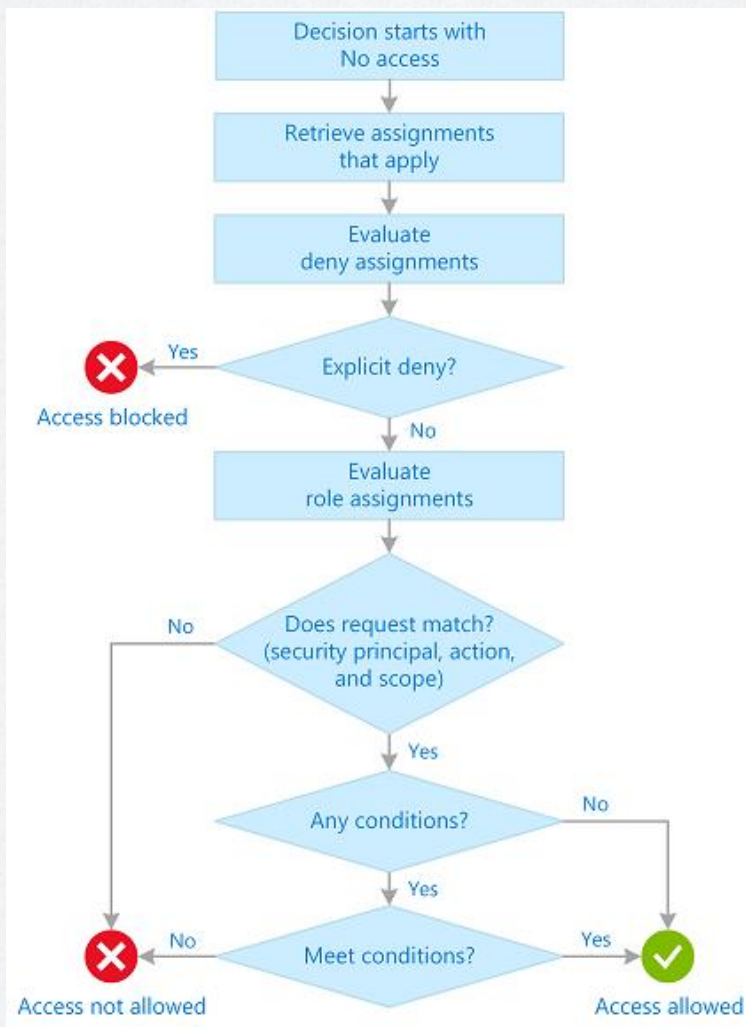 Decision starts with
No access
Retrieve assignments
that apply
Evaluate
deny assignments
Explicit deny?
Yes
Access blocked
No
Evaluate
role assignments
Does request match?
(security principal, action,
and scope)
No
Yes
Any conditions?
No
Yes
Meet conditions?
No
Yes
Access not allowed
Access allowed